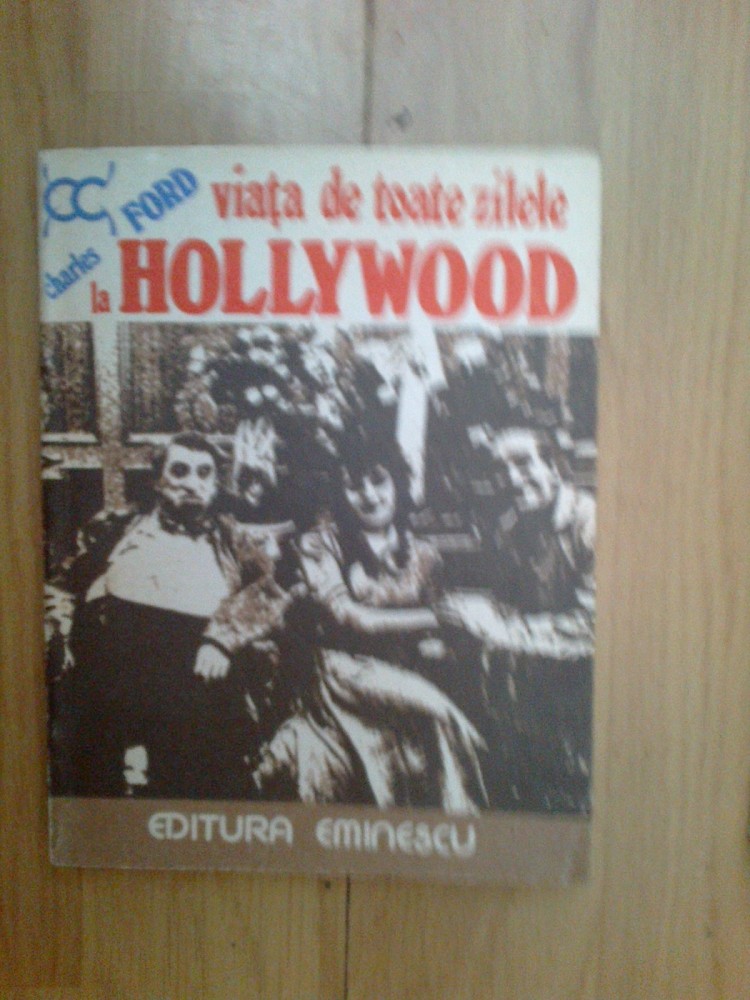 CC
charles FORD
viața de toate zilele
la HOLLYWOOD
EDITURA EMINESCU